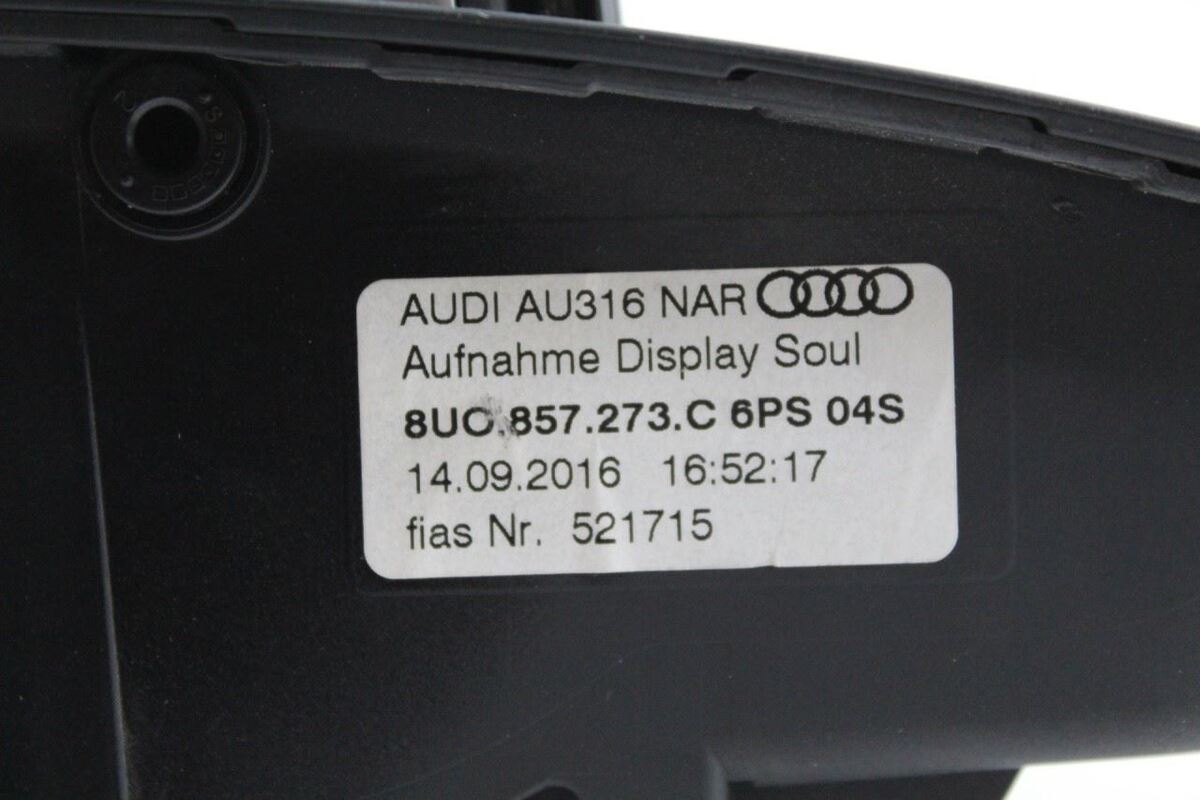 AUDI AU316 NAR
Aufnahme Display Soul
8U0.857.273.C 6PS 04S
14.09.2016 16:52:17
fias Nr. 521715